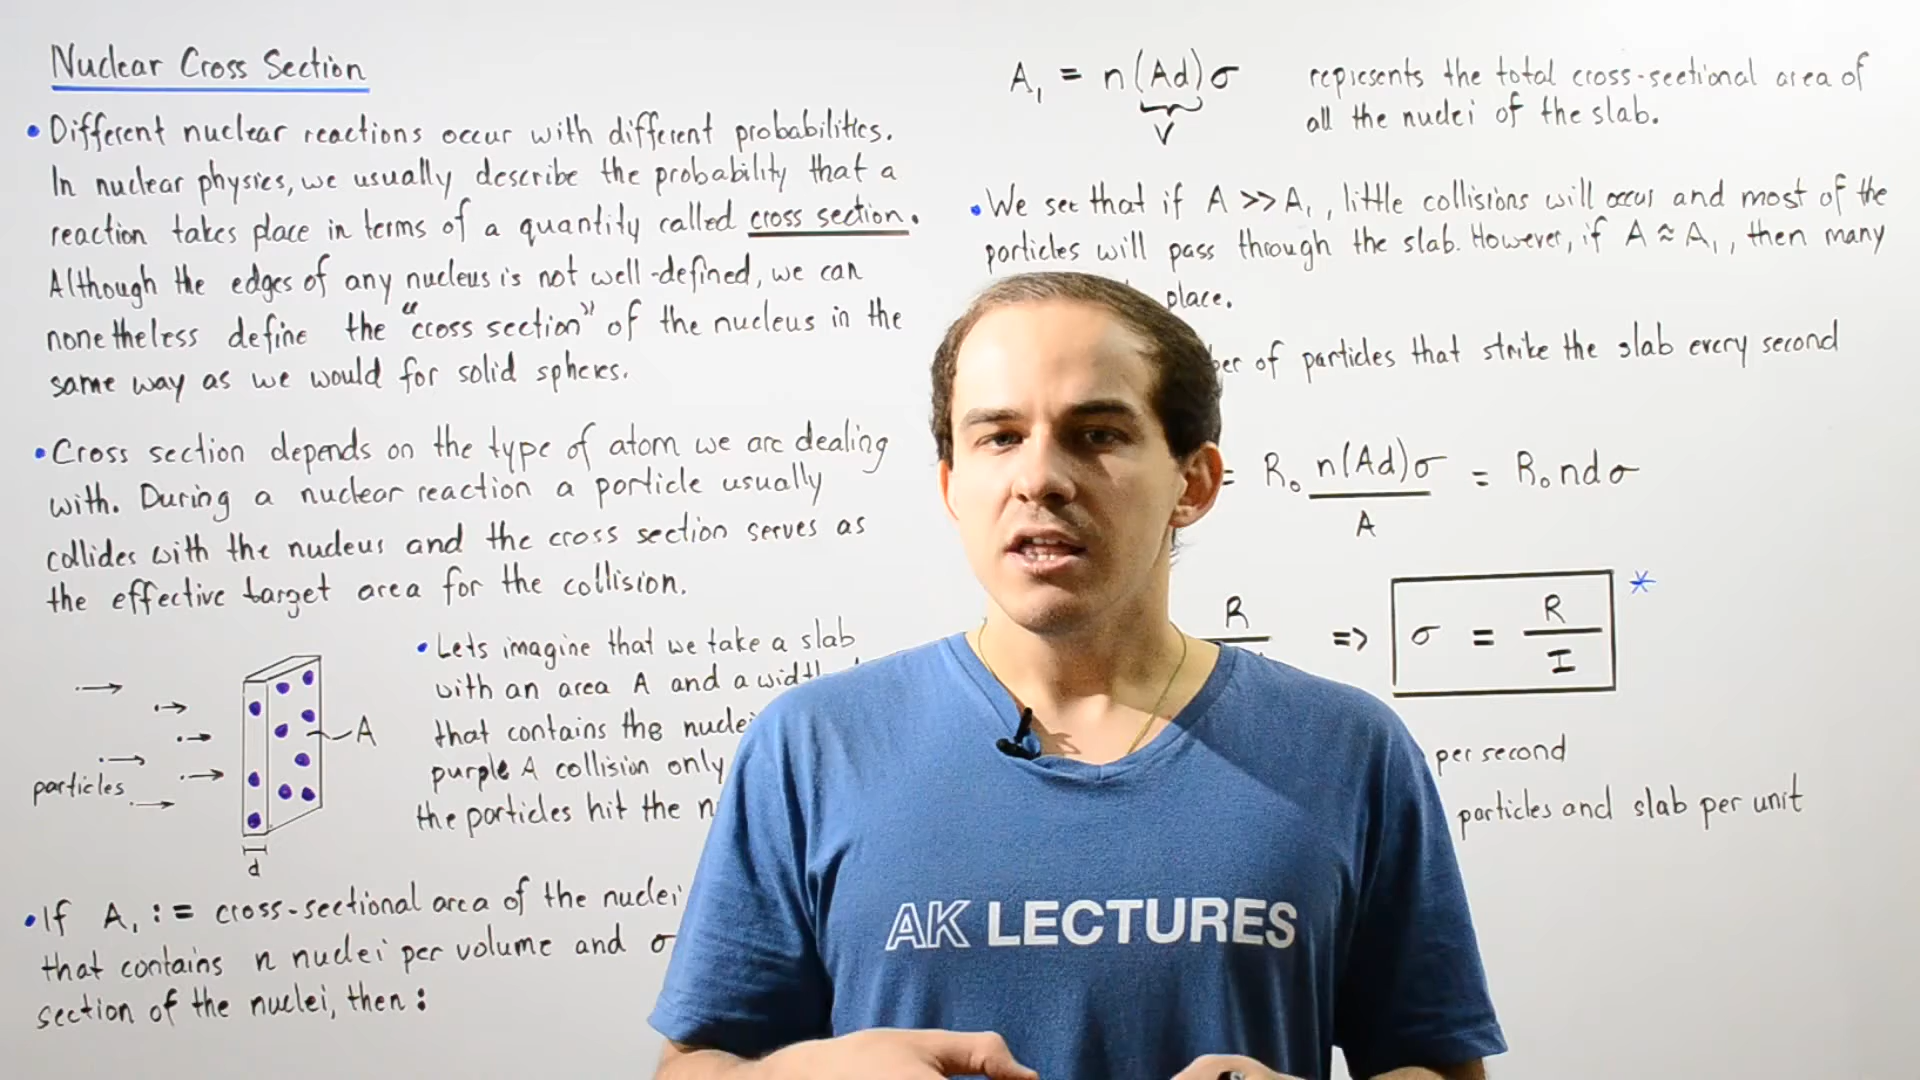 Nuclear Cross Section
• Different nuclear reactions occur with different probabilities.
In nuclear physics, we usually describe the probability that a
reaction takes place in terms of a quantity called cross section.
Although the edges of any nucleus is not well-defined, we can
nonetheless define the "cross section" of the nucleus in the
same way as we would for solid spheres.
• Cross section depends on the type of atom we are dealing
with. During a nuclear reaction a particle usually
collides with the nucleus and the cross section serves as
the effective target area for the collision.
particles
A
d
• Lets imagine that we take a slab
with an area A and a width
that contains the nuclei
purple A collision only
the particles hit the
• If A₁ := cross-sectional area of the nuclei
that contains n nuclei per volume and σ
section of the nuclei, then :
A₁ = n(Ad)σ
V
represents the total cross-sectional area of
all the nuclei of the slab.
• We see that if A >> A₁, little collisions will occur and most of the
particles will pass through the slab. However, if A ≈ A₁, then many
place.
of particles that strike the slab every second
= R₀ n(Ad)σ / A = R₀ndσ
R
=> σ = R / I *
per second
particles and slab per unit
AK LECTURES